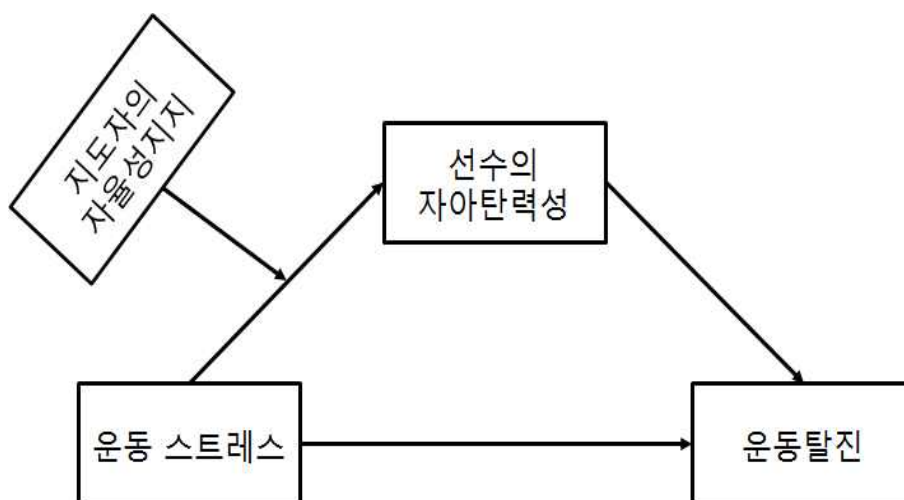 지도자의
자율성지지
선수의
자아탄력성
운동 스트레스
운동탈진